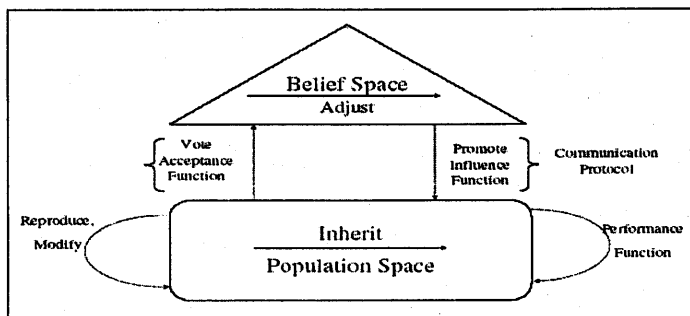 Belief Space
Adjust
Vote
Acceptance
Function
Promote
Influence
Function
Communication
Protocol
Reproduce,
Modify
Inherit
Population Space
Performance
Function